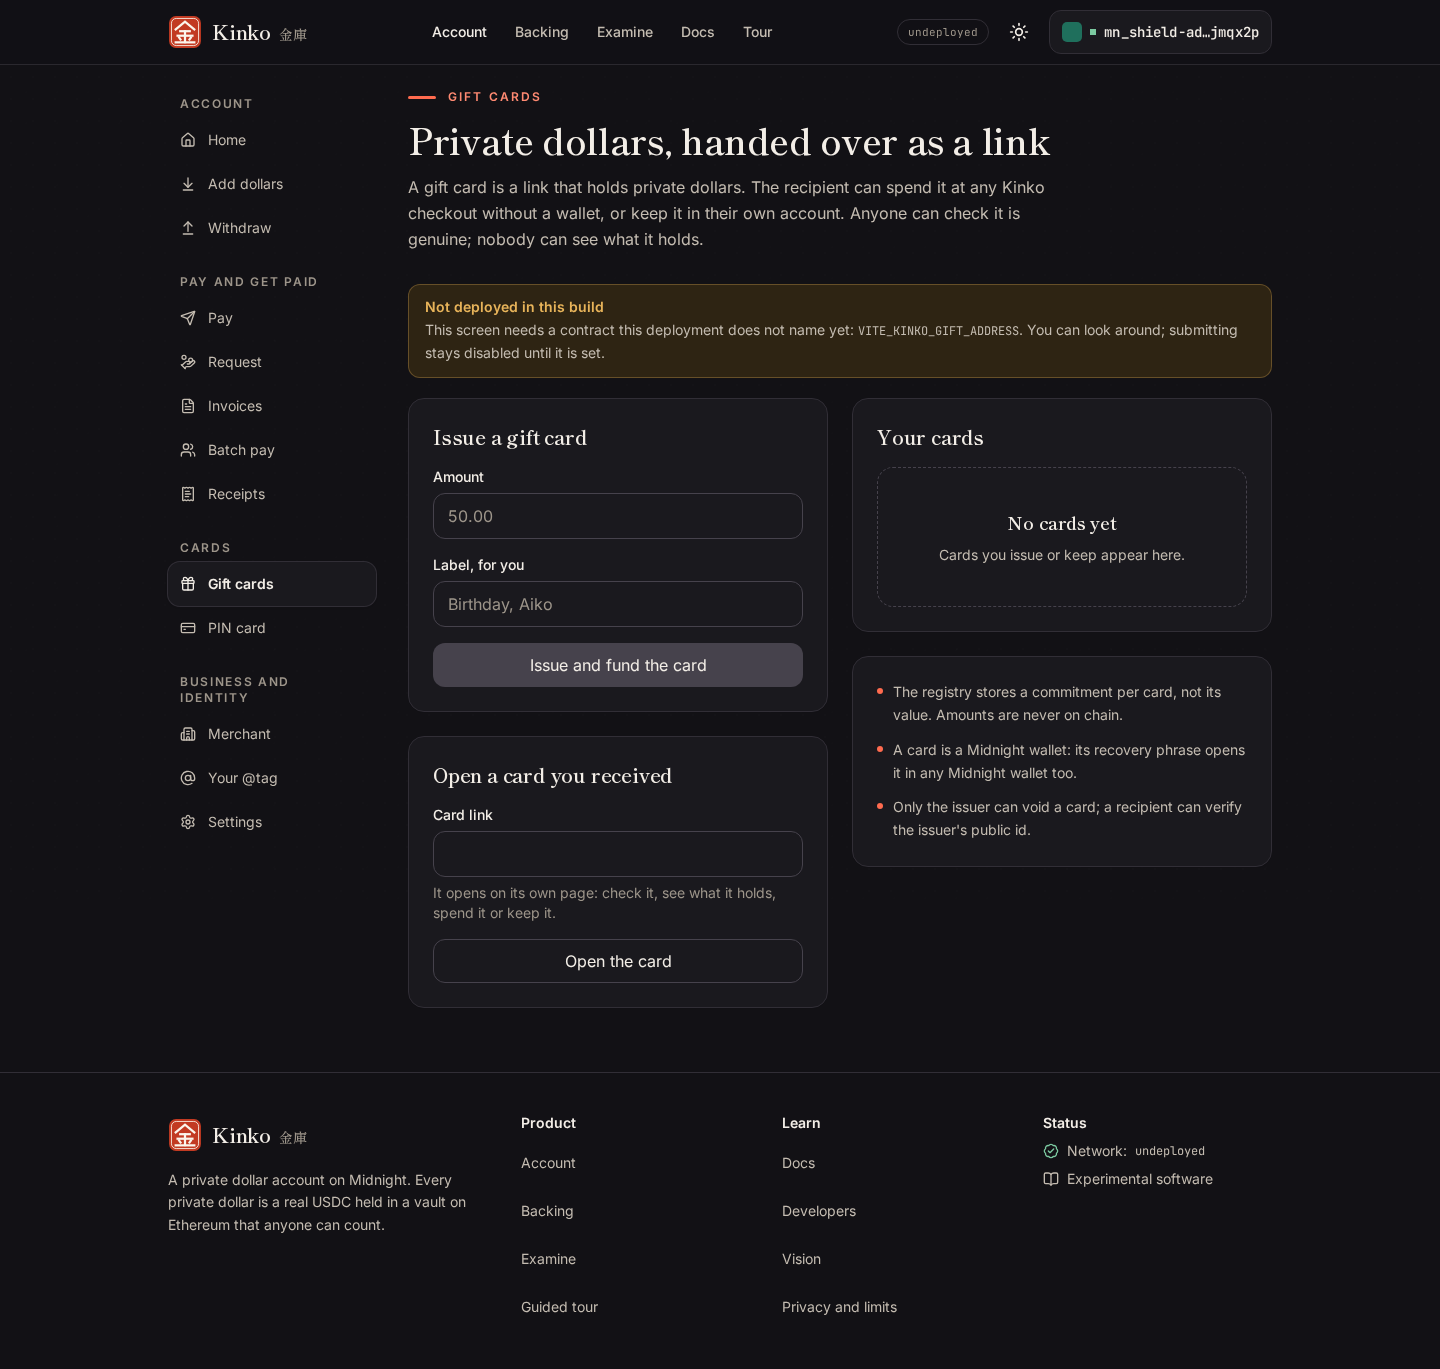 金 Kinko 金庫
Account
Backing
Examine
Docs
Tour
undeployed
mn_shield-ad…jmqx2p
ACCOUNT
Home
Add dollars
Withdraw
PAY AND GET PAID
Pay
Request
Invoices
Batch pay
Receipts
CARDS
Gift cards
PIN card
BUSINESS AND
IDENTITY
Merchant
Your @tag
Settings
GIFT CARDS
Private dollars, handed over as a link
A gift card is a link that holds private dollars. The recipient can spend it at any Kinko
checkout without a wallet, or keep it in their own account. Anyone can check it is
genuine; nobody can see what it holds.
Not deployed in this build
This screen needs a contract this deployment does not name yet: VITE_KINKO_GIFT_ADDRESS. You can look around; submitting
stays disabled until it is set.
Issue a gift card
Amount
50.00
Label, for you
Birthday, Aiko
Issue and fund the card
Open a card you received
Card link
It opens on its own page: check it, see what it holds,
spend it or keep it.
Open the card
Your cards
No cards yet
Cards you issue or keep appear here.
The registry stores a commitment per card, not its
value. Amounts are never on chain.
A card is a Midnight wallet: its recovery phrase opens
it in any Midnight wallet too.
Only the issuer can void a card; a recipient can verify
the issuer's public id.
金 Kinko 金庫
A private dollar account on Midnight. Every
private dollar is a real USDC held in a vault on
Ethereum that anyone can count.
Product
Account
Backing
Examine
Guided tour
Learn
Docs
Developers
Vision
Privacy and limits
Status
Network: undeployed
Experimental software